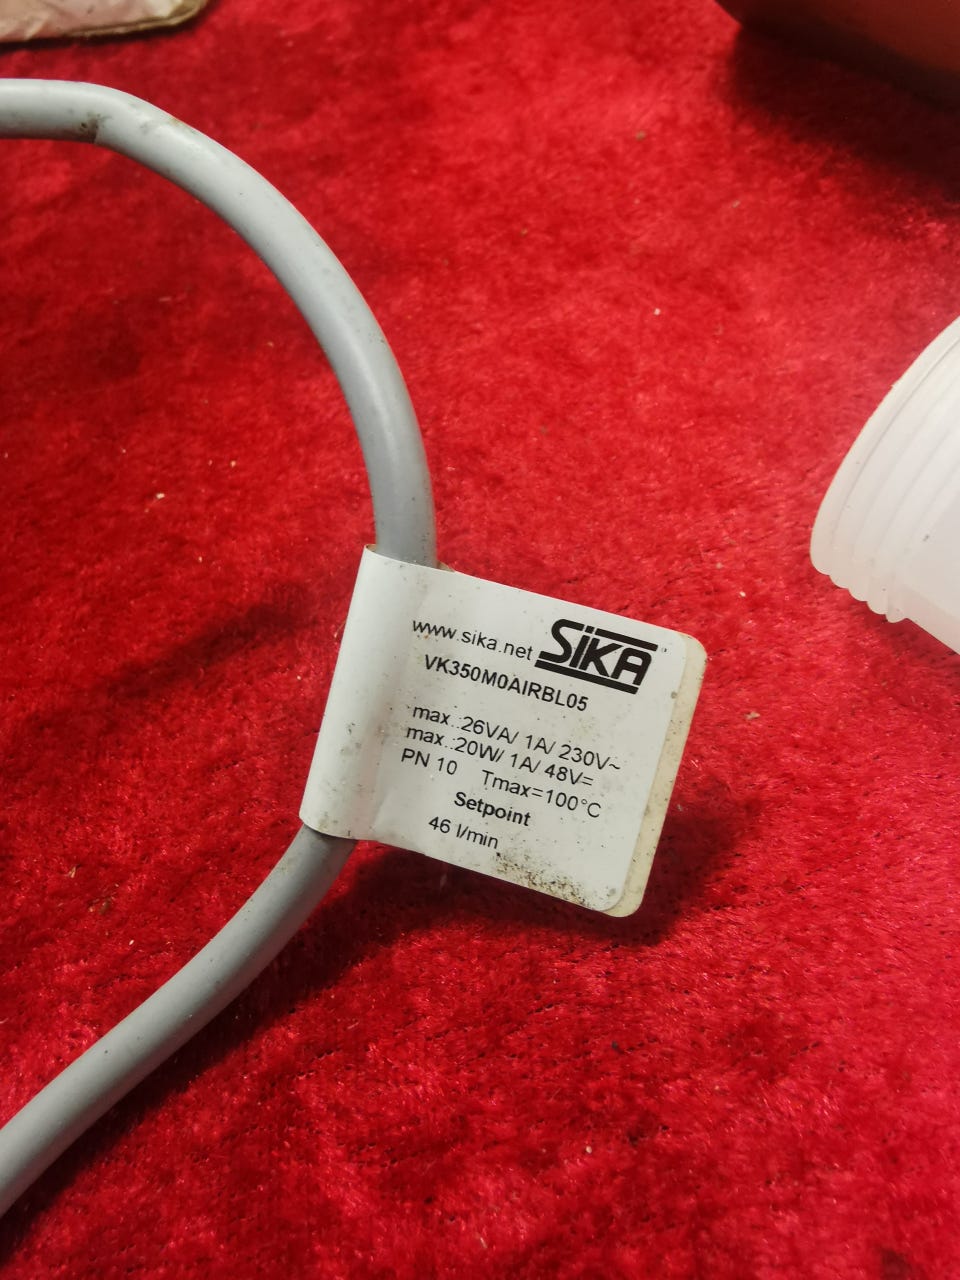 www.sika.net SiKA
VK350M0AIRBL05
max.:26VA/ 1A/ 230V~
max.:20W/ 1A/ 48V=
PN 10 Tmax=100°C
Setpoint
46 l/min